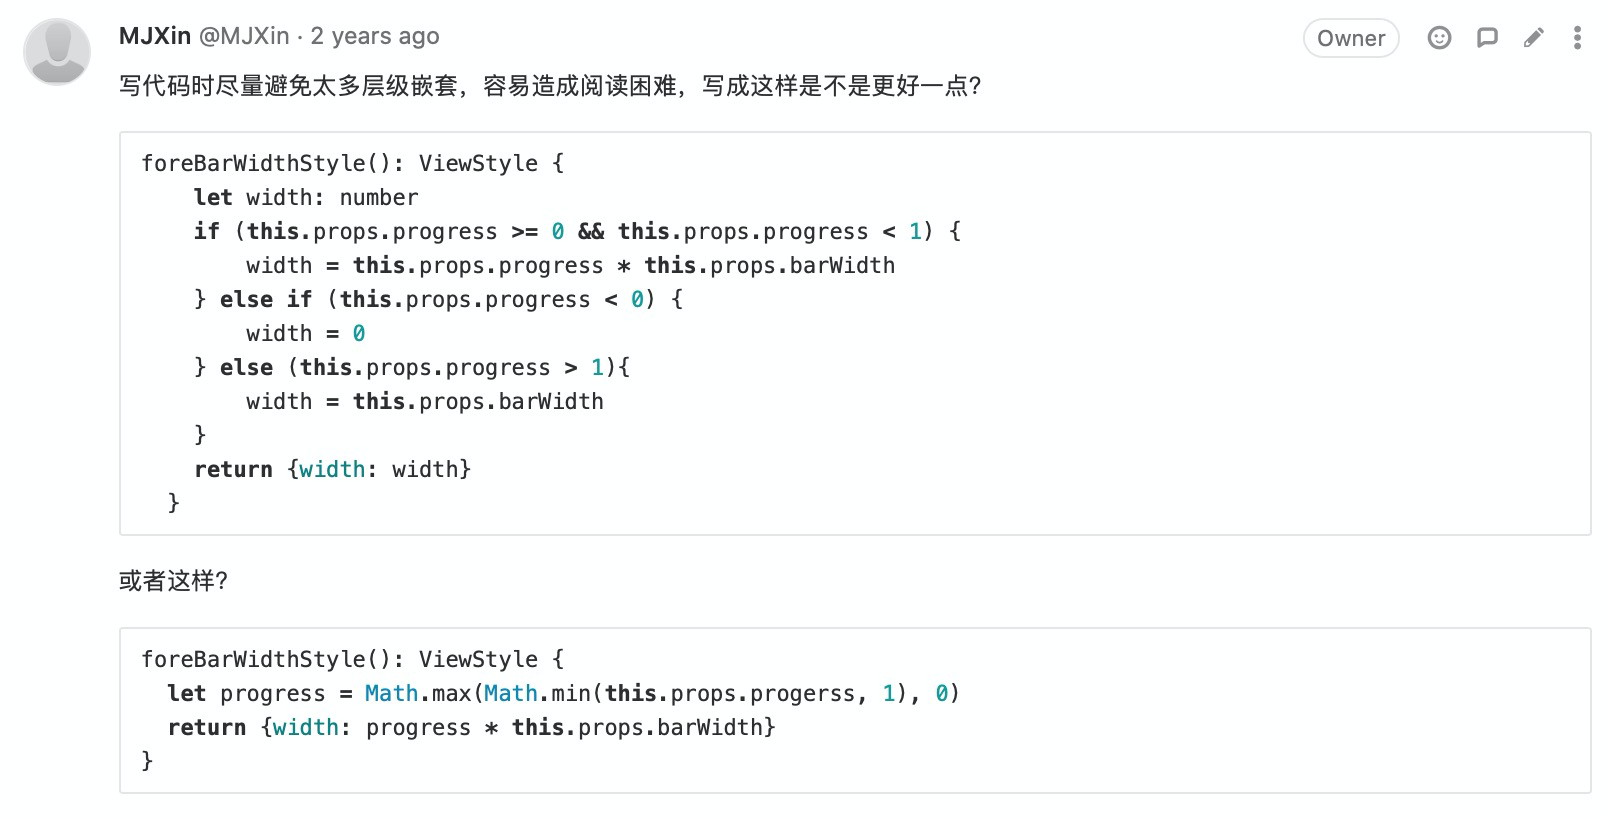 MJXin @MJXin · 2 years ago
Owner
写代码时尽量避免太多层级嵌套，容易造成阅读困难，写成这样是不是更好一点？
foreBarWidthStyle(): ViewStyle {
    let width: number
    if (this.props.progress >= 0 && this.props.progress < 1) {
        width = this.props.progress * this.props.barWidth
    } else if (this.props.progress < 0) {
        width = 0
    } else (this.props.progress > 1){
        width = this.props.barWidth
    }
    return {width: width}
  }
或者这样？
foreBarWidthStyle(): ViewStyle {
  let progress = Math.max(Math.min(this.props.progerss, 1), 0)
  return {width: progress * this.props.barWidth}
}